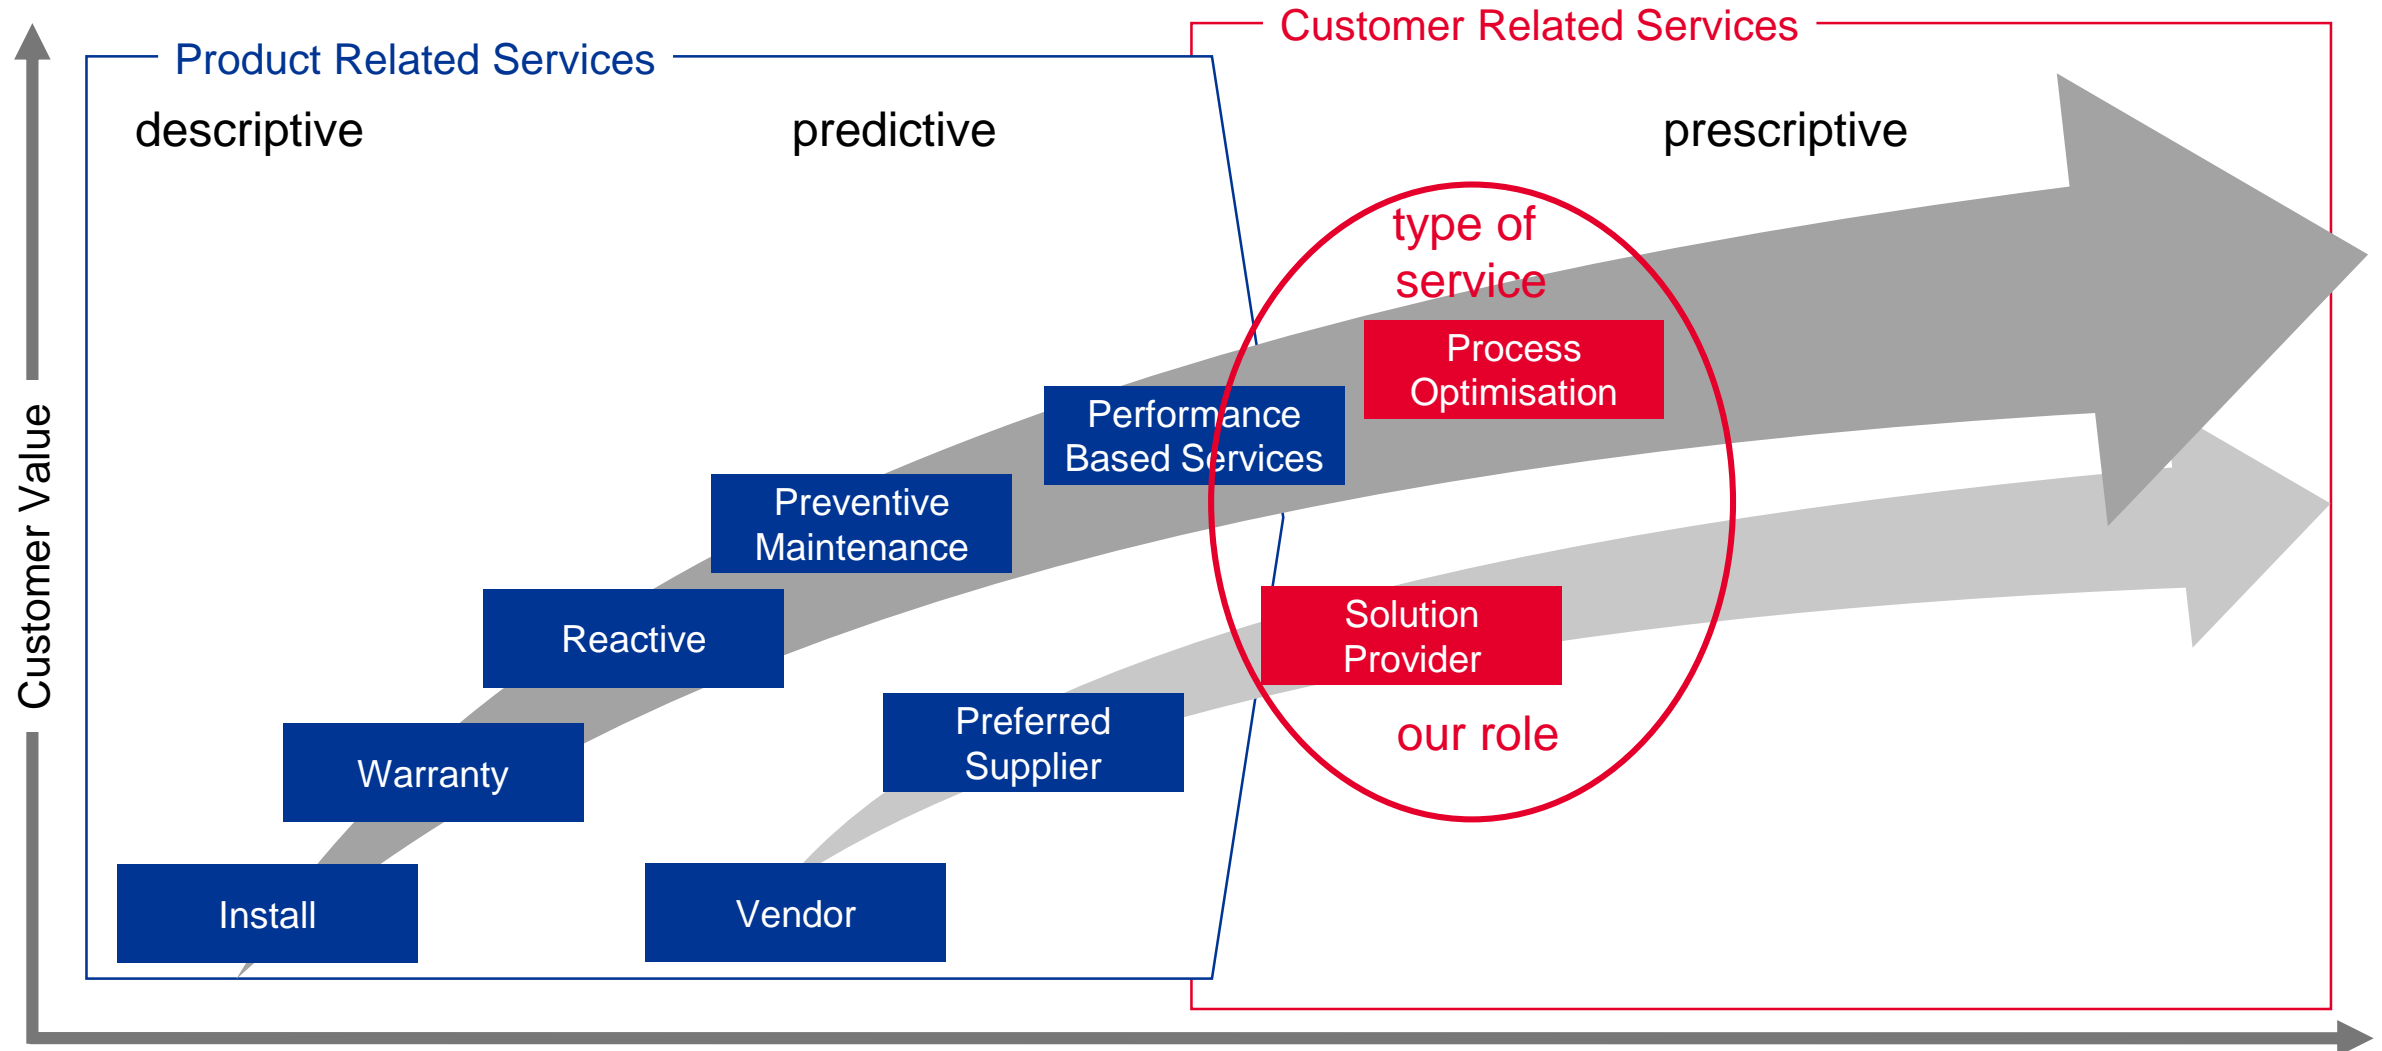 Customer Related Services
Product Related Services
descriptive
predictive
prescriptive
type of
service
Process
Optimisation
Performance
Based Services
Customer Value
Preventive
Maintenance
Reactive
Solution
Provider
Preferred
Supplier
our role
Warranty
Install
Vendor